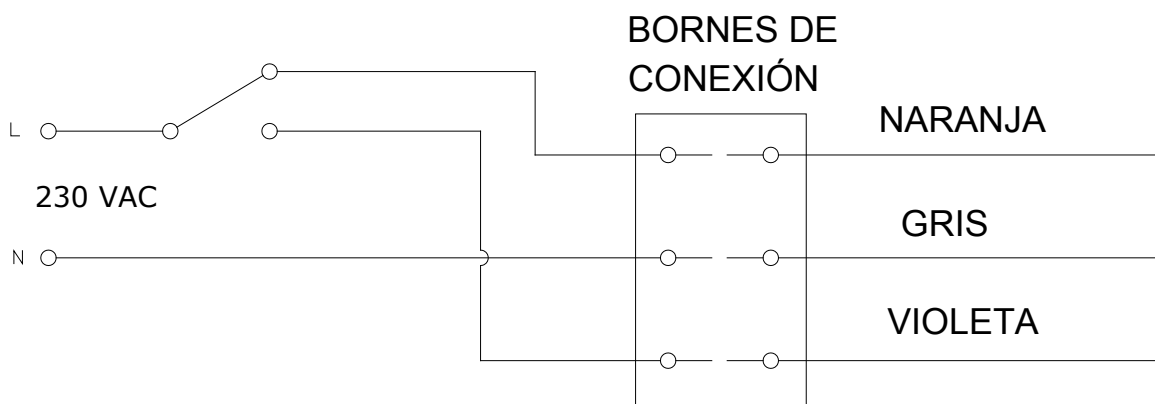 BORNES DE
CONEXIÓN
NARANJA
L
230 VAC
GRIS
N
VIOLETA